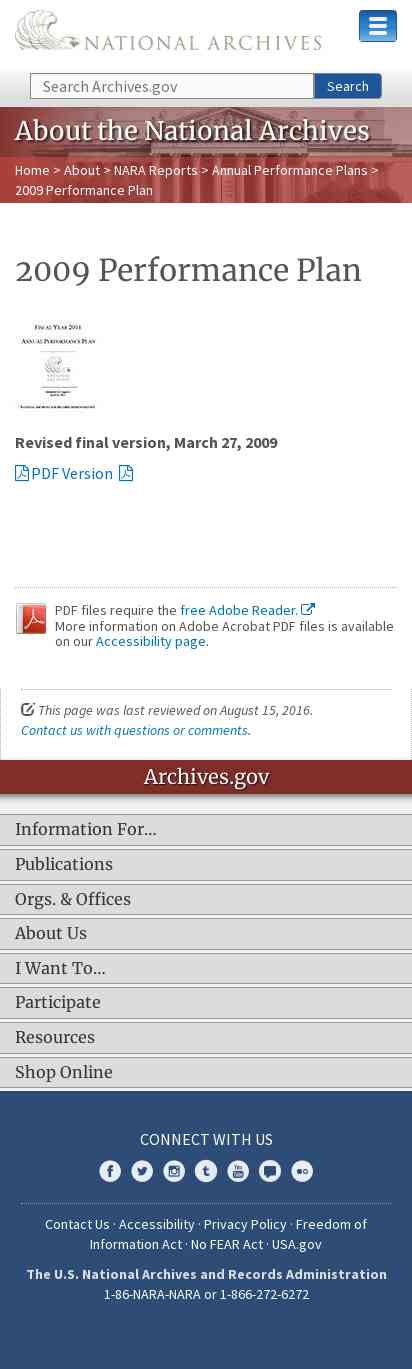 NATIONAL ARCHIVES
Search Archives.gov
Search
About the National Archives
Home > About > NARA Reports > Annual Performance Plans >
2009 Performance Plan
2009 Performance Plan
ANNUAL PERFORMANCE PLAN
Revised final version, March 27, 2009
PDF Version
PDF files require the free Adobe Reader.
More information on Adobe Acrobat PDF files is available
on our Accessibility page.
This page was last reviewed on August 15, 2016.
Contact us with questions or comments.
Archives.gov
Information For...
Publications
Orgs. & Offices
About Us
I Want To...
Participate
Resources
Shop Online
CONNECT WITH US
Contact Us · Accessibility · Privacy Policy · Freedom of
Information Act · No FEAR Act · USA.gov
The U.S. National Archives and Records Administration
1-86-NARA-NARA or 1-866-272-6272